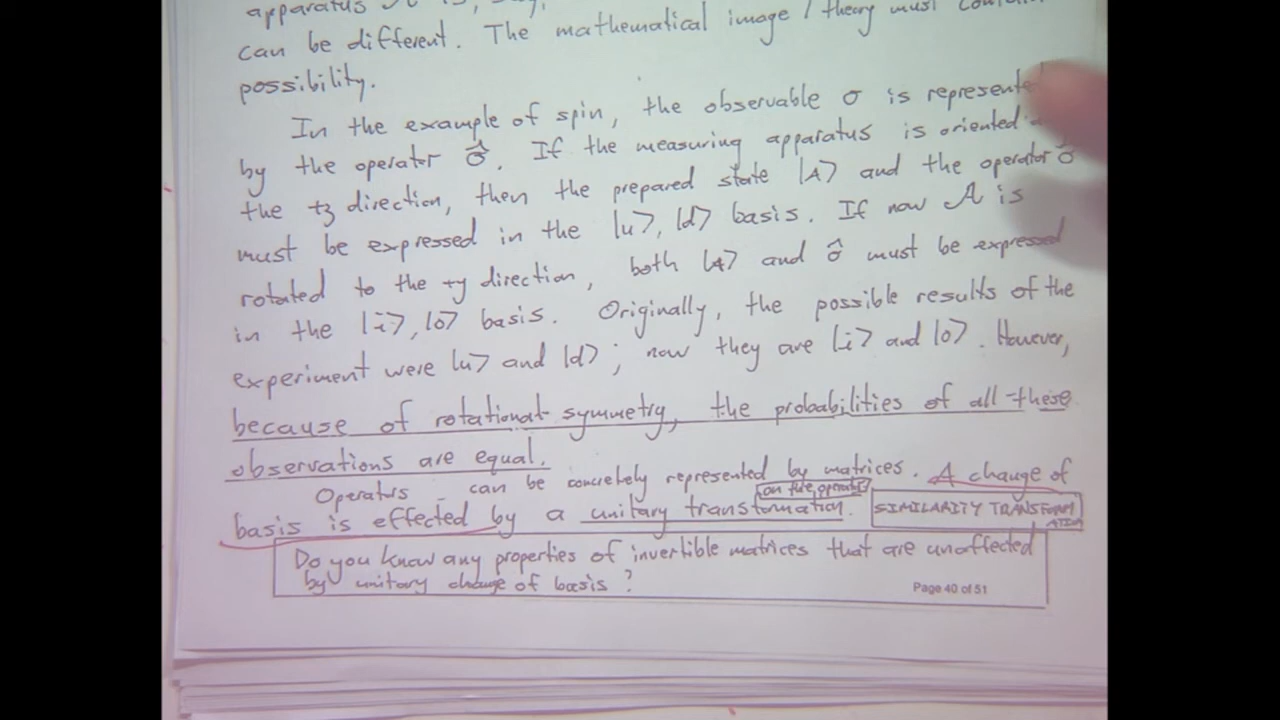 apparatus
can be different. The mathematical image / theory must
possibility.
In the example of spin, the observable σ is represented
by the operator σ̂. If the measuring apparatus is oriented
the +z direction, then the prepared state |A> and the operator σ̂
must be expressed in the |u>, |d> basis. If now A is
rotated to the +y direction, both |A> and σ̂ must be expressed
in the |i>, |o> basis. Originally, the possible results of the
experiment were |u> and |d>; now they are |i> and |o>. However,
because of rotational symmetry, the probabilities of all these
observations are equal.
Operators can be concretely represented by matrices. A change of
on the operator
basis is effected by a unitary transformation. SIMILARITY TRANSFORMATION
Do you know any properties of invertible matrices that are unaffected
by unitary change of basis?
Page 40 of 51